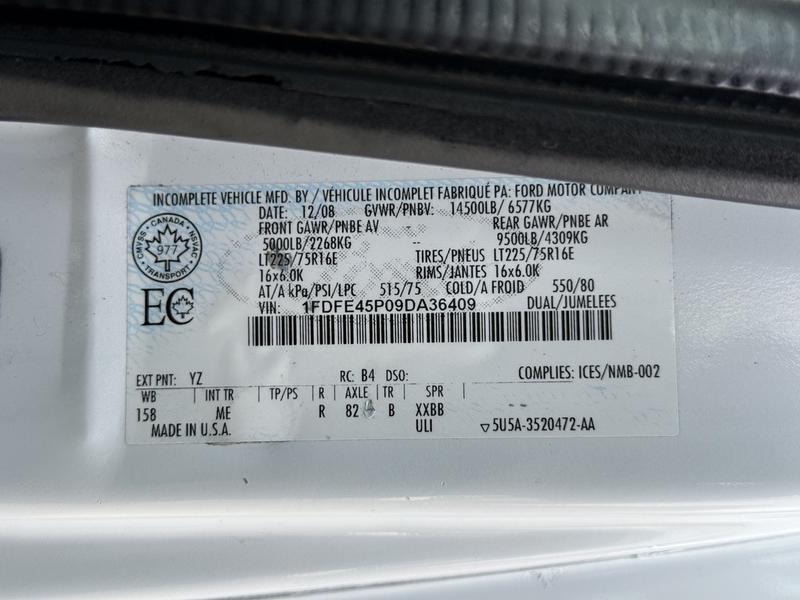 INCOMPLETE VEHICLE MFD. BY / VÉHICULE INCOMPLET FABRIQUÉ PA: FORD MOTOR COMPAN
DATE: 12/08 GVWR/PNBV: 14500LB/ 6577KG
FRONT GAWR/PNBE AV REAR GAWR/PNBE AR
5000LB/2268KG -- 9500LB/4309KG
LT225/75R16E TIRES/PNEUS LT225/75R16E
16x6.0K RIMS/JANTES 16x6.0K
AT/A kPa/PSI/LPC 515/75 COLD/A FROID 550/80
VIN: 1FDFE45P09DA36409 DUAL/JUMELEES
CANADA
CMVSS 977 NSVAC
TRANSPORT
EC
EXT PNT: YZ RC: B4 DSO: COMPLIES: ICES/NMB-002
WB INT TR TP/PS R AXLE TR SPR
158 ME R 82 B XXBB
MADE IN U.S.A. ULI ▽5U5A-3520472-AA